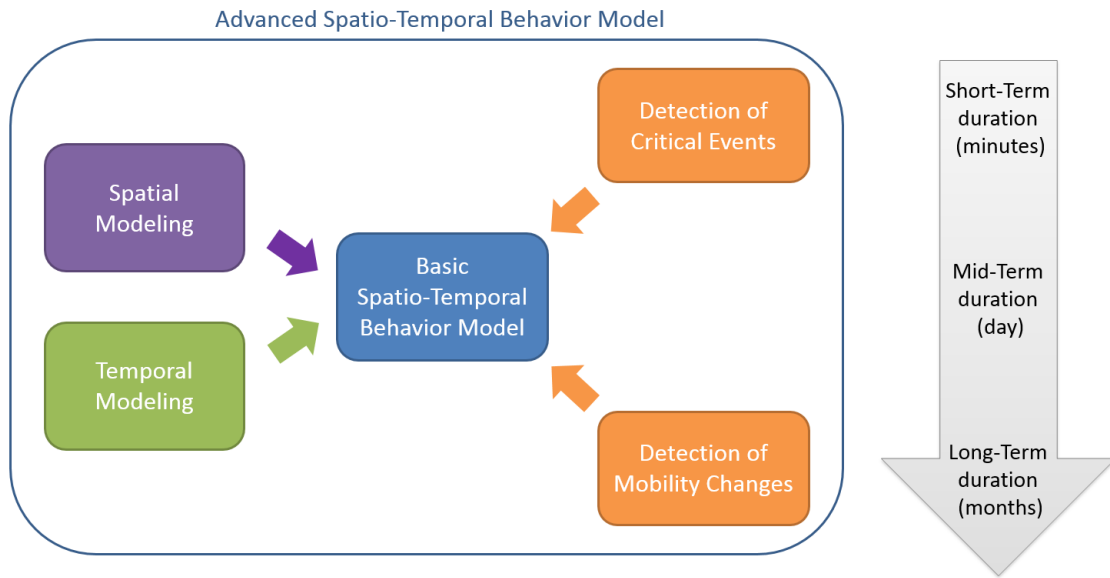 Advanced Spatio-Temporal Behavior Model
Spatial
Modeling
Temporal
Modeling
Basic
Spatio-Temporal
Behavior Model
Detection of
Critical Events
Detection of
Mobility Changes
Short-Term
duration
(minutes)
Mid-Term
duration
(day)
Long-Term
duration
(months)